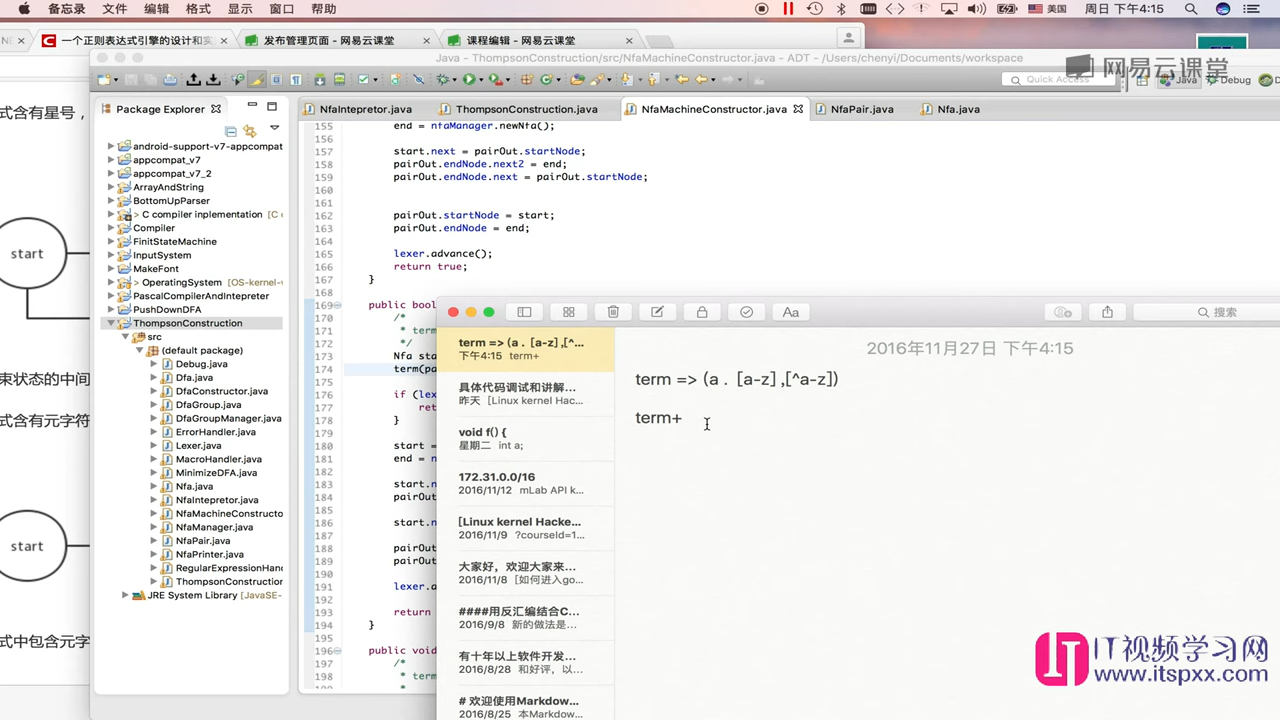 备忘录 文件 编辑 格式 显示 窗口 帮助
美国 周日 下午4:15
一个正则表达式引擎的设计和实 × 发布管理页面 - 网易云课堂 × 课程编辑 - 网易云课堂 ×
Java - ThompsonConstruction/src/NfaMachineConstructor.java - ADT - /Users/chenyi/Documents/workspace
网易云课堂
Quick Access
Java Debug
式含有星号，
start
束状态的中间
式含有元字符
start
式中包含元字
Package Explorer
android-support-v7-appcompat
appcompat_v7
appcompat_v7_2
ArrayAndString
BottomUpParser
> C compiler inplementation [C c
Compiler
FinitStateMachine
InputSystem
MakeFont
> OperatingSystem [OS-kernel-
PascalCompilerAndIntepreter
PushDownDFA
ThompsonConstruction
src
(default package)
Debug.java
Dfa.java
DfaConstructor.java
DfaGroup.java
DfaGroupManager.java
ErrorHandler.java
Lexer.java
MacroHandler.java
MinimizeDFA.java
Nfa.java
NfaIntepretor.java
NfaMachineConstructo
NfaManager.java
NfaPair.java
NfaPrinter.java
RegularExpressionHand
ThompsonConstruction
JRE System Library [JavaSE-
NfaIntepretor.java ThompsonConstruction.java NfaMachineConstructor.java NfaPair.java Nfa.java
155 end = nfaManager.newNfa();
156
157 start.next = pairOut.startNode;
158 pairOut.endNode.next2 = end;
159 pairOut.endNode.next = pairOut.startNode;
160
161
162 pairOut.startNode = start;
163 pairOut.endNode = end;
164
165 lexer.advance();
166 return true;
167 }
168
169 public bool
170 /*
171 * term
172 */
173 Nfa sta
174 term(pa
175
176 if (lex
177 ret
178 }
179
180 start =
181 end = n
182
183 start.n
184 pairOut
185
186 start.n
187
188 pairOut
189 pairOut
190
191 lexer.a
192
193 return
194 }
195
196 public void
197 /*
198 * term
搜索
term => (a . [a-z] ,[^a-z...
下午4:15 term+
具体代码调试和讲解...
昨天 [Linux kernel Hac...
void f() {
星期二 int a;
172.31.0.0/16
2016/11/12 mLab API k...
[Linux kernel Hacke...
2016/11/9 ?courseId=1...
大家好，欢迎大家来...
2016/11/8 [如何进入go...
####用反汇编结合C...
2016/9/8 新的做法是...
有十年以上软件开发...
2016/8/28 和好评，以...
# 欢迎使用Markdow...
2016/8/25 本Markdow...
2016年11月27日 下午4:15
term => (a . [a-z] ,[^a-z])
term+
IT视频学习网
www.itspxx.com